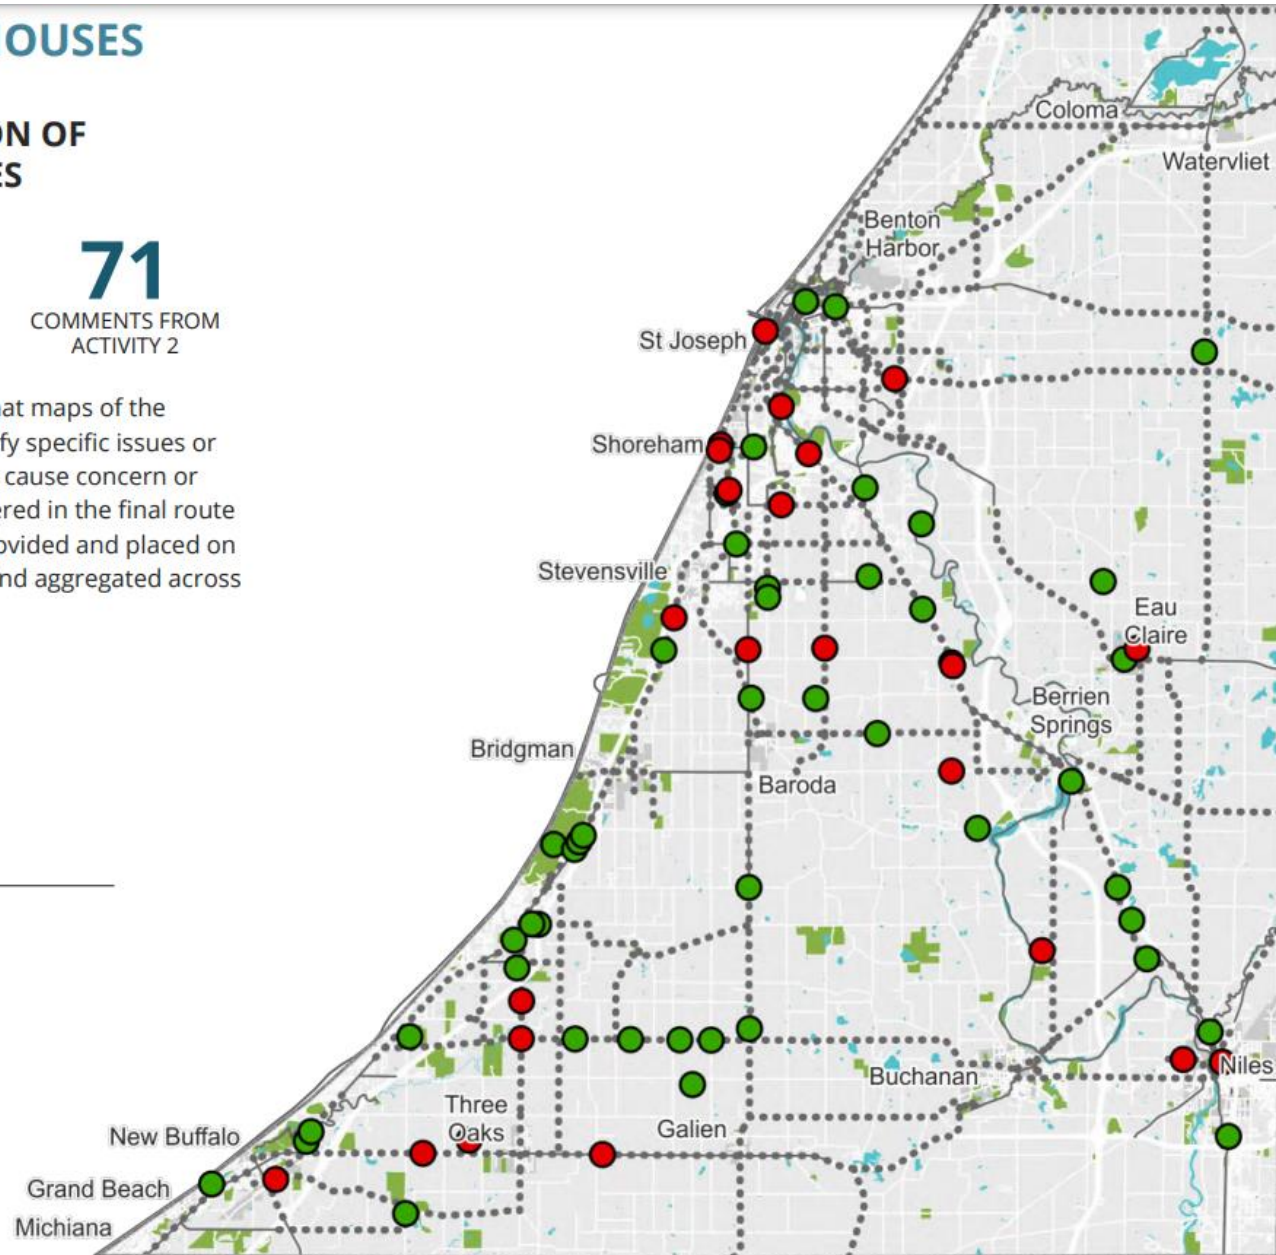 OUSES
ON OF
ES
71
COMMENTS FROM
ACTIVITY 2
at maps of the
fy specific issues or
cause concern or
ered in the final route
ovided and placed on
nd aggregated across
Coloma
Watervliet
Benton
Harbor
St Joseph
Shoreham
Stevensville
Eau
Claire
Berrien
Springs
Bridgman
Baroda
Buchanan
Niles
Three
Oaks
Galien
New Buffalo
Grand Beach
Michiana